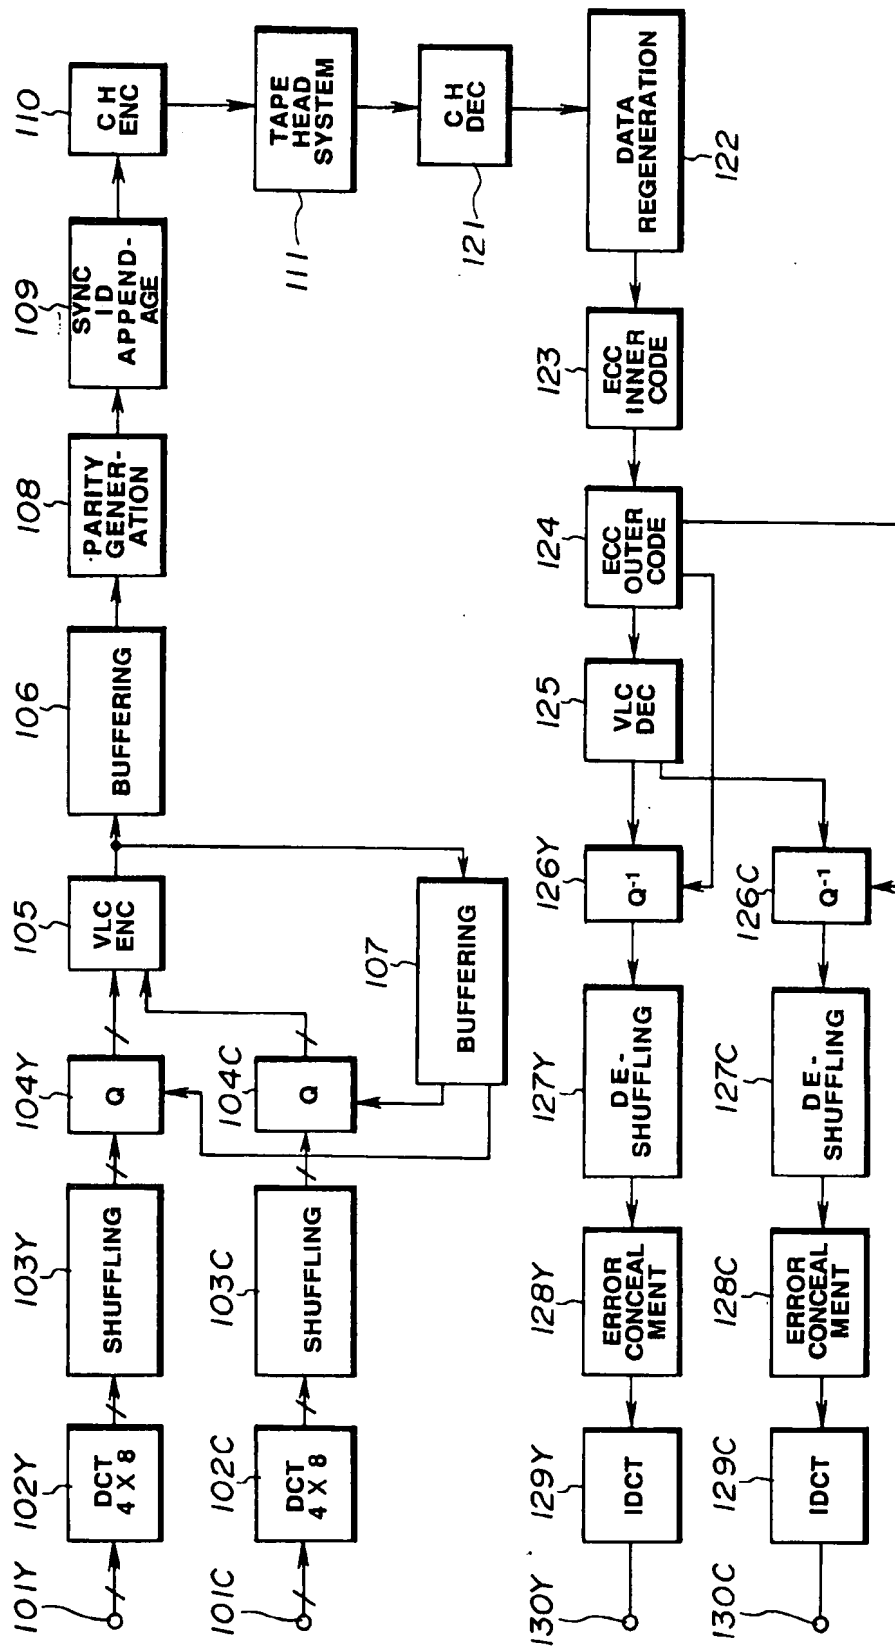 101Y
102Y
DCT
4 X 8
103Y
SHUFFLING
104Y
Q
105
VLC
ENC
106
BUFFERING
108
PARITY
GENER-
ATION
109
SYNC
ID
APPEND-
AGE
110
C H
ENC
101C
102C
DCT
4 X 8
103C
SHUFFLING
104C
Q
107
BUFFERING
TAPE
HEAD
SYSTEM
111
C H
DEC
121
DATA
REGENERATION
122
123
ECC
INNER
CODE
124
ECC
OUTER
CODE
125
VLC
DEC
126Y
Q-1
127Y
DE-
SHUFFLING
128Y
ERROR
CONCEAL
MENT
129Y
IDCT
130Y
126C
Q-1
127C
DE-
SHUFFLING
128C
ERROR
CONCEAL
MENT
129C
IDCT
130C